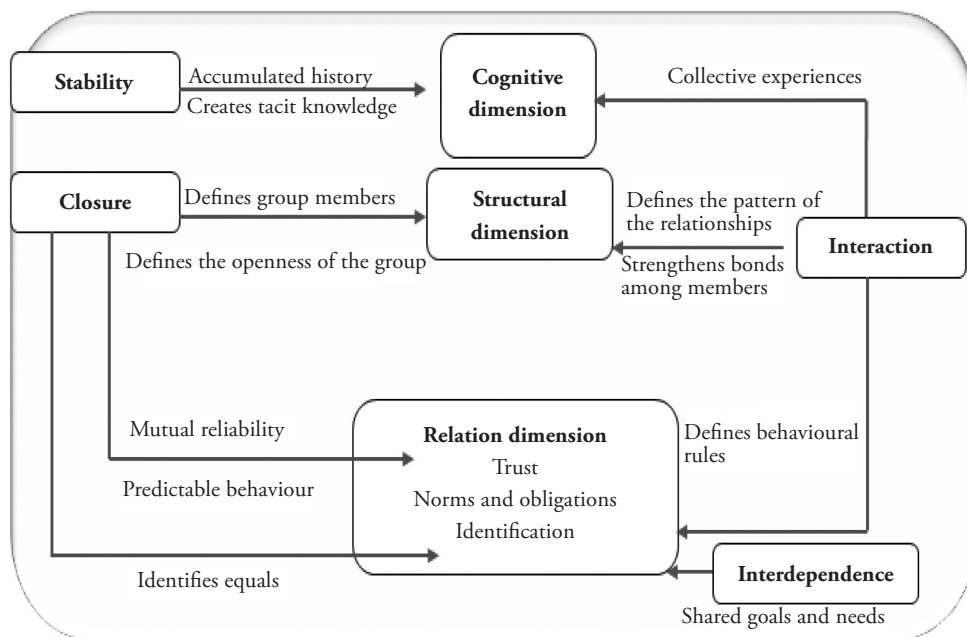 Stability
Accumulated history
Creates tacit knowledge
Cognitive
dimension
Collective experiences
Closure
Defines group members
Defines the openness of the group
Structural
dimension
Defines the pattern of
the relationships
Strengthens bonds
among members
Interaction
Mutual reliability
Predictable behaviour
Identifies equals
Relation dimension
Trust
Norms and obligations
Identification
Defines behavioural
rules
Interdependence
Shared goals and needs